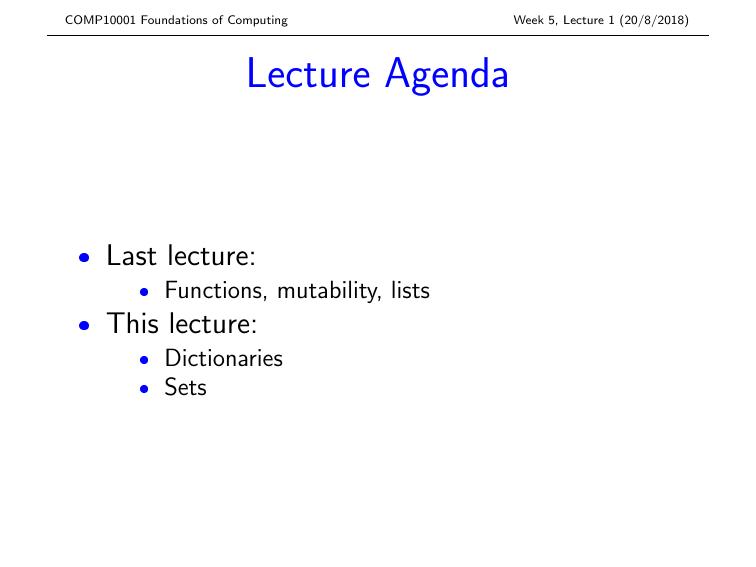 COMP10001 Foundations of Computing Week 5, Lecture 1 (20/8/2018)
Lecture Agenda
• Last lecture:
• Functions, mutability, lists
• This lecture:
• Dictionaries
• Sets